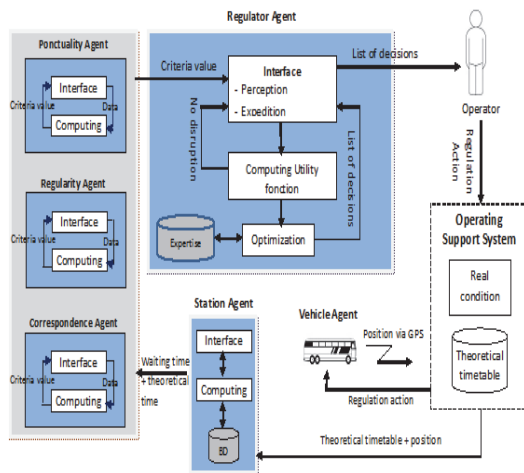 Regulator Agent
Ponctuality Agent
Interface
Criteria value
Data
Computing
Regularity Agent
Interface
Criteria value
Data
Computing
Correspondence Agent
Interface
Criteria value
Data
Computing
Criteria value
Interface
- Perception
- Expedition
No disruption
List of decisions
Computing Utility
fonction
Optimization
Expertise
List of decisions
Operator
Regulation
Action
Operating
Support System
Real
condition
Theoretical
timetable
Station Agent
Interface
Computing
BD
Waiting time
+ theoretical
time
Vehicle Agent
Position via GPS
Regulation action
Theoretical timetable + position